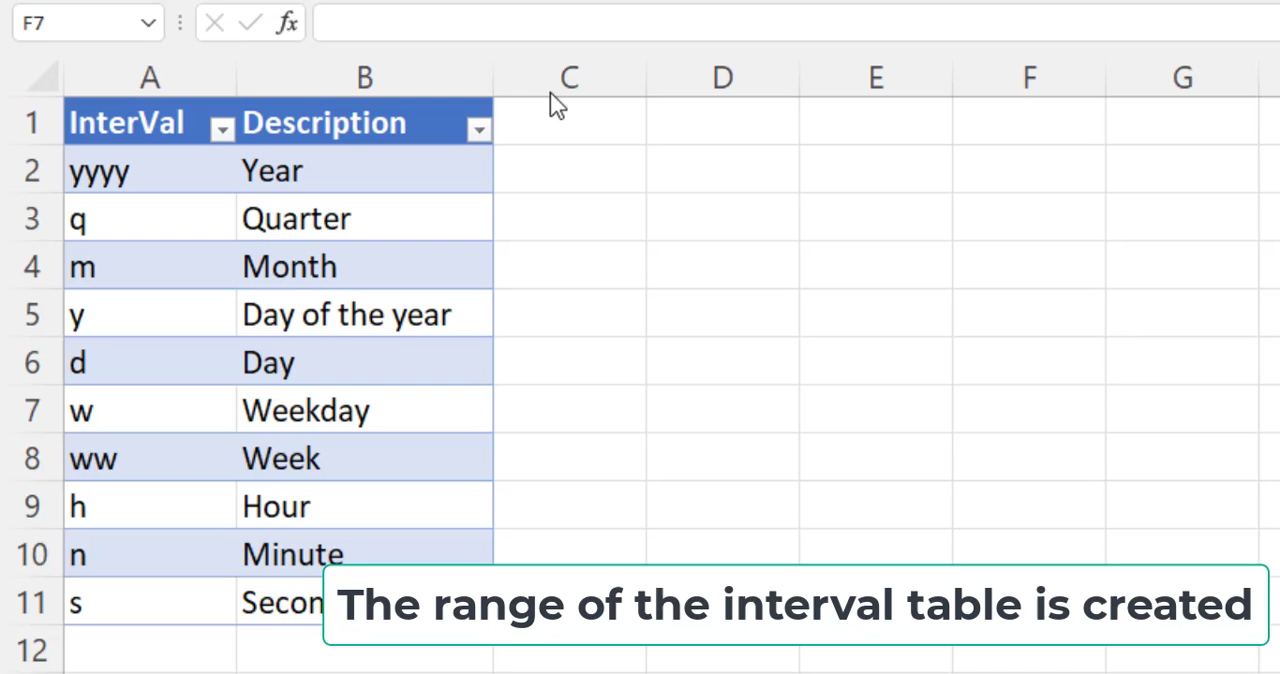 F7
fx
A B C D E F G
1 InterVal Description
2 yyyy Year
3 q Quarter
4 m Month
5 y Day of the year
6 d Day
7 w Weekday
8 ww Week
9 h Hour
10 n Minute
11 s Secon
The range of the interval table is created
12